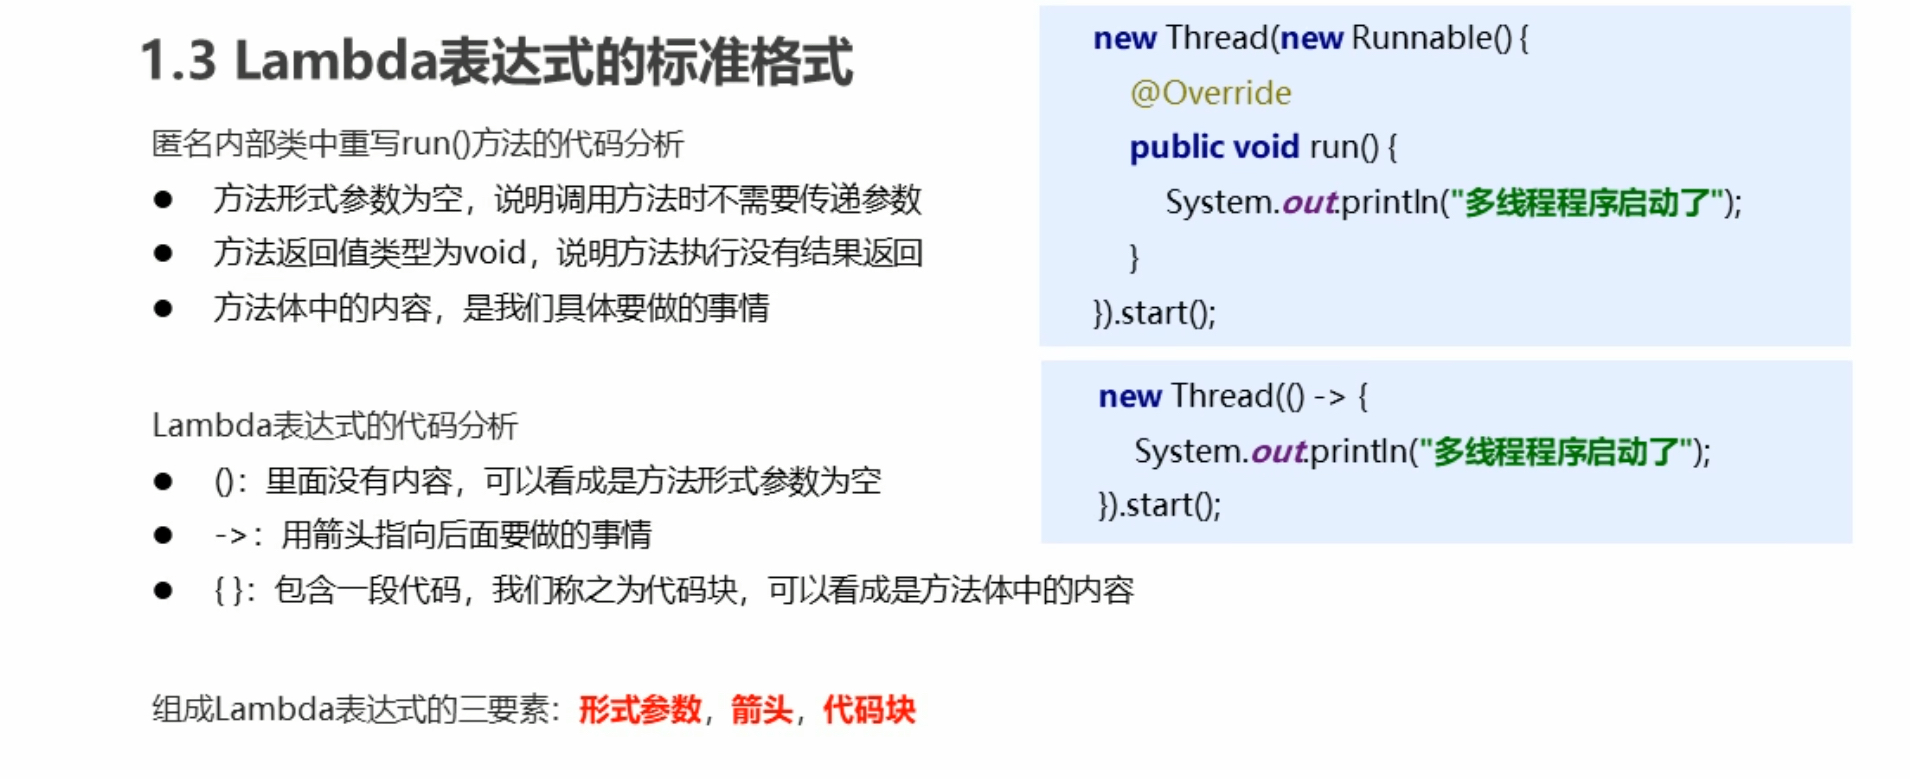 1.3 Lambda表达式的标准格式
匿名内部类中重写run()方法的代码分析
● 方法形式参数为空，说明调用方法时不需要传递参数
● 方法返回值类型为void，说明方法执行没有结果返回
● 方法体中的内容，是我们具体要做的事情
Lambda表达式的代码分析
● ()：里面没有内容，可以看成是方法形式参数为空
● ->：用箭头指向后面要做的事情
● { }：包含一段代码，我们称之为代码块，可以看成是方法体中的内容
组成Lambda表达式的三要素：形式参数，箭头，代码块
new Thread(new Runnable() {
@Override
public void run() {
System.out.println("多线程程序启动了");
}
}).start();
new Thread(() -> {
System.out.println("多线程程序启动了");
}).start();